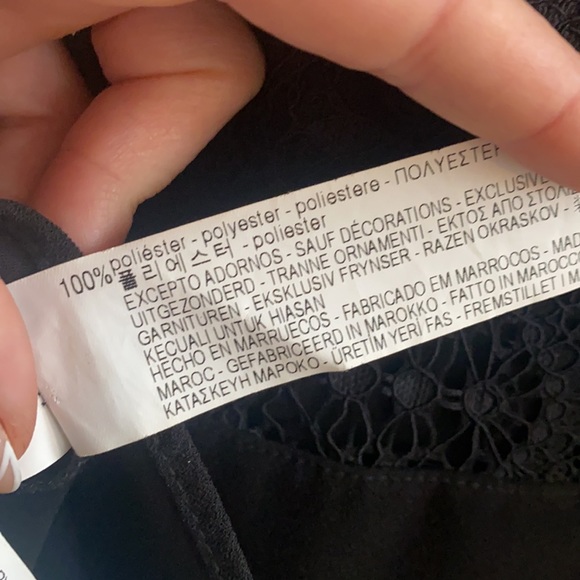 100%poliéster - polyester - poliestere - ΠΟΛΥΕΣΤΕΡ
폴리에스터 - poliester
EXCEPTO ADORNOS - SAUF DÉCORATIONS - EXCLUSIVE
UITGEZONDERD - TRANNE ORNAMENTI - ΕΚΤΟΣ ΑΠΟ ΣΤΟΛΙ
GARNITUREN - EKSKLUSIV FRYNSER - RAZEN OKRASKOV -
KECUALI UNTUK HIASAN
HECHO EN MARRUECOS - FABRICADO EM MARROCOS - MAD
MAROC - GEFABRICEERD IN MAROKKO - FATTO IN MAROCCO
ΚΑΤΑΣΚΕΥΗ ΜΑΡΟΚΟ - ÜRETİM YERİ FAS - FREMSTILLET I M